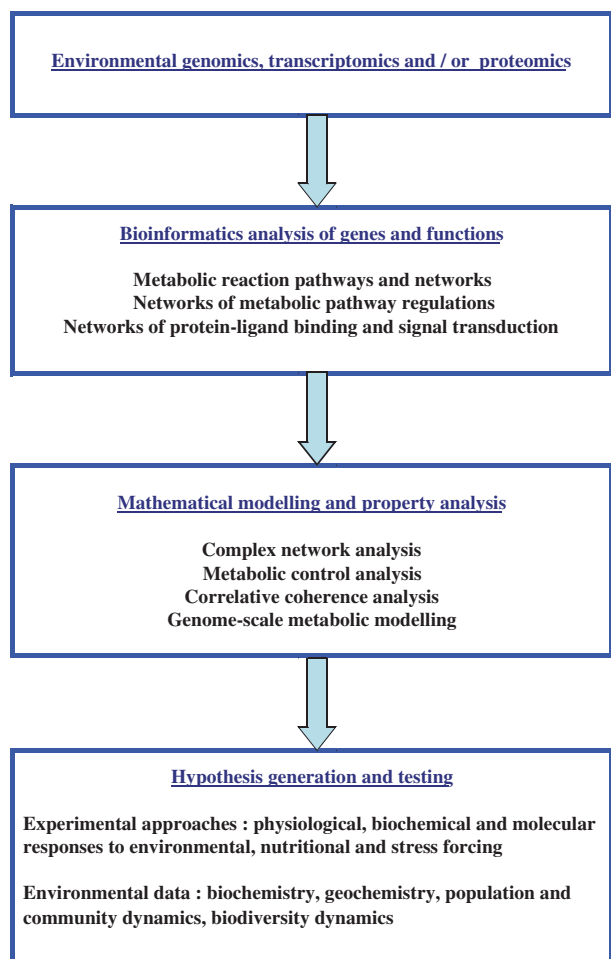 Environmental genomics, transcriptomics and / or proteomics
Bioinformatics analysis of genes and functions
Metabolic reaction pathways and networks
Networks of metabolic pathway regulations
Networks of protein-ligand binding and signal transduction
Mathematical modelling and property analysis
Complex network analysis
Metabolic control analysis
Correlative coherence analysis
Genome-scale metabolic modelling
Hypothesis generation and testing
Experimental approaches : physiological, biochemical and molecular
responses to environmental, nutritional and stress forcing
Environmental data : biochemistry, geochemistry, population and
community dynamics, biodiversity dynamics